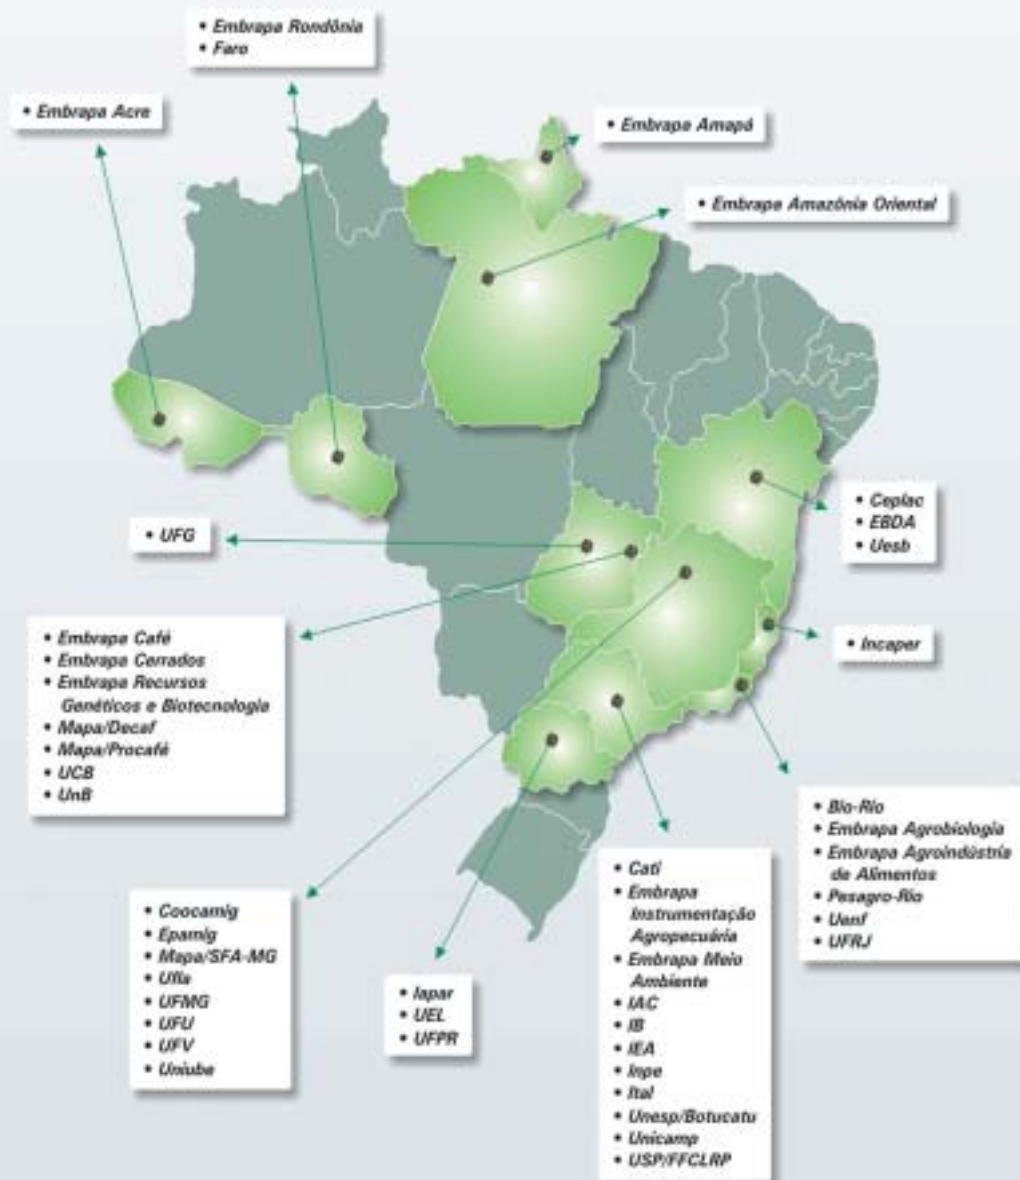 • Embrapa Rondônia
• Faro
• Embrapa Acre
• Embrapa Amapá
• Embrapa Amazônia Oriental
• Ceplac
• EBDA
• Uesb
• UFG
• Incaper
• Embrapa Café
• Embrapa Cerrados
• Embrapa Recursos
Genéticos e Biotecnologia
• Mapa/Decaf
• Mapa/Procafé
• UCB
• UnB
• Bio-Rio
• Embrapa Agrobiologia
• Embrapa Agroindústria
de Alimentos
• Pesagro-Rio
• Uenf
• UFRJ
• Coocamig
• Epamig
• Mapa/SFA-MG
• Ufla
• UFMG
• UFU
• UFV
• Uniube
• Iapar
• UEL
• UFPR
• Cati
• Embrapa
Instrumentação
Agropecuária
• Embrapa Meio
Ambiente
• IAC
• IB
• IEA
• Inpe
• Ital
• Unesp/Botucatu
• Unicamp
• USP/FFCLRP